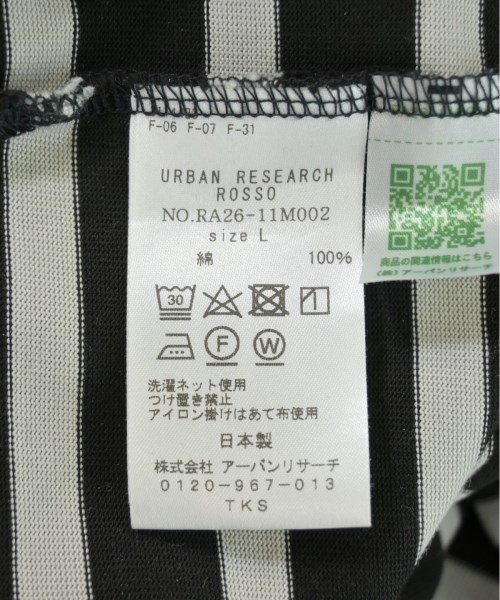 F-06 F-07 F-31
URBAN RESEARCH
ROSSO
NO.RA26-11M002
size L
綿 100%
30
F W
洗濯ネット使用
つけ置き禁止
アイロン掛けはあて布使用
日本製
株式会社 アーバンリサーチ
0120-967-013
TKS
商品の関連情報はこちら
(株)アーバンリサーチ